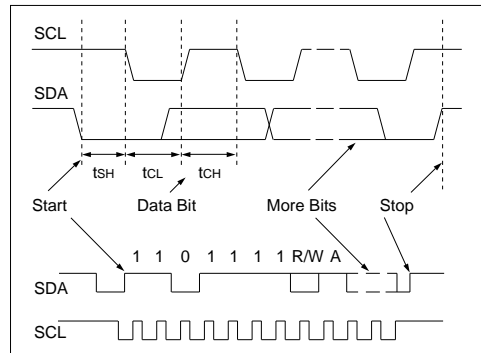 SCL
SDA
tSH tCL tCH
Start Data Bit More Bits Stop
1 1 0 1 1 1 1 R/W A
SDA
SCL